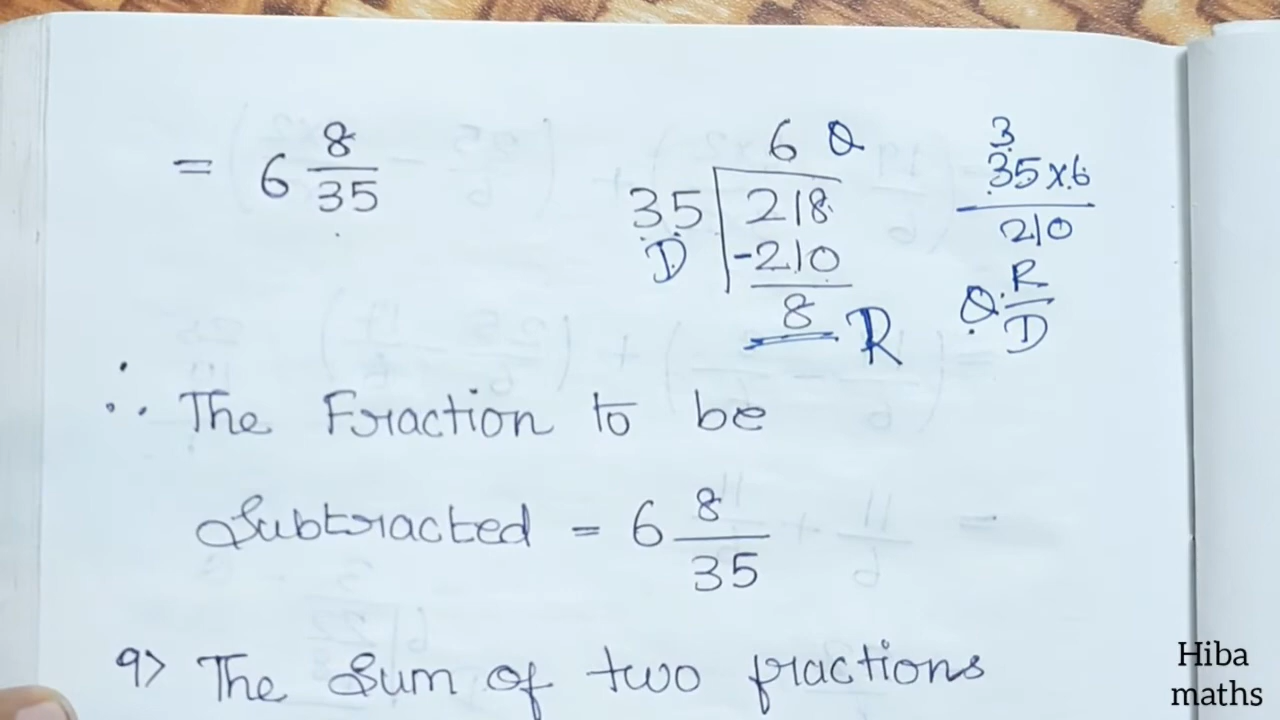 = 6 8/35
6 Q
35 218
D -210
8 R
3
35×6
210
Q R/D
∴ The Fraction to be
Subtracted = 6 8/35
9) The Sum of two fractions
Hiba
maths